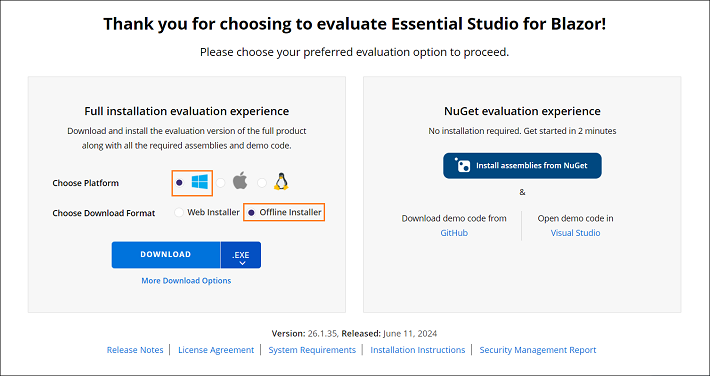 Thank you for choosing to evaluate Essential Studio for Blazor!
Please choose your preferred evaluation option to proceed.
Full installation evaluation experience
Download and install the evaluation version of the full product
along with all the required assemblies and demo code.
Choose Platform
Choose Download Format
Web Installer
Offline Installer
DOWNLOAD
.EXE
More Download Options
NuGet evaluation experience
No installation required. Get started in 2 minutes
Install assemblies from NuGet
&
Download demo code from
GitHub
Open demo code in
Visual Studio
Version: 26.1.35, Released: June 11, 2024
Release Notes
License Agreement
System Requirements
Installation Instructions
Security Management Report